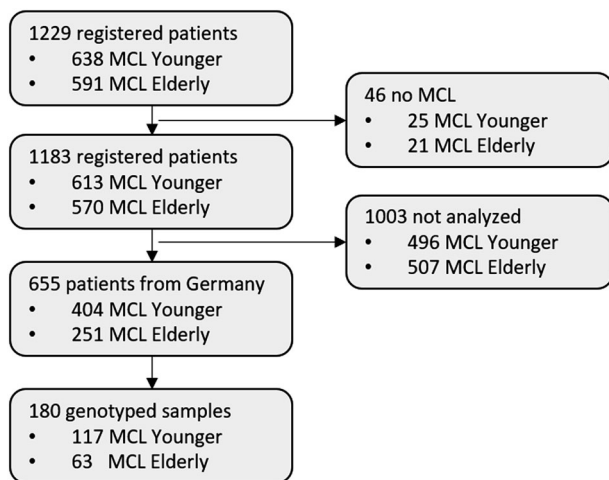 1229 registered patients
• 638 MCL Younger
• 591 MCL Elderly
46 no MCL
• 25 MCL Younger
• 21 MCL Elderly
1183 registered patients
• 613 MCL Younger
• 570 MCL Elderly
1003 not analyzed
• 496 MCL Younger
• 507 MCL Elderly
655 patients from Germany
• 404 MCL Younger
• 251 MCL Elderly
180 genotyped samples
• 117 MCL Younger
• 63 MCL Elderly